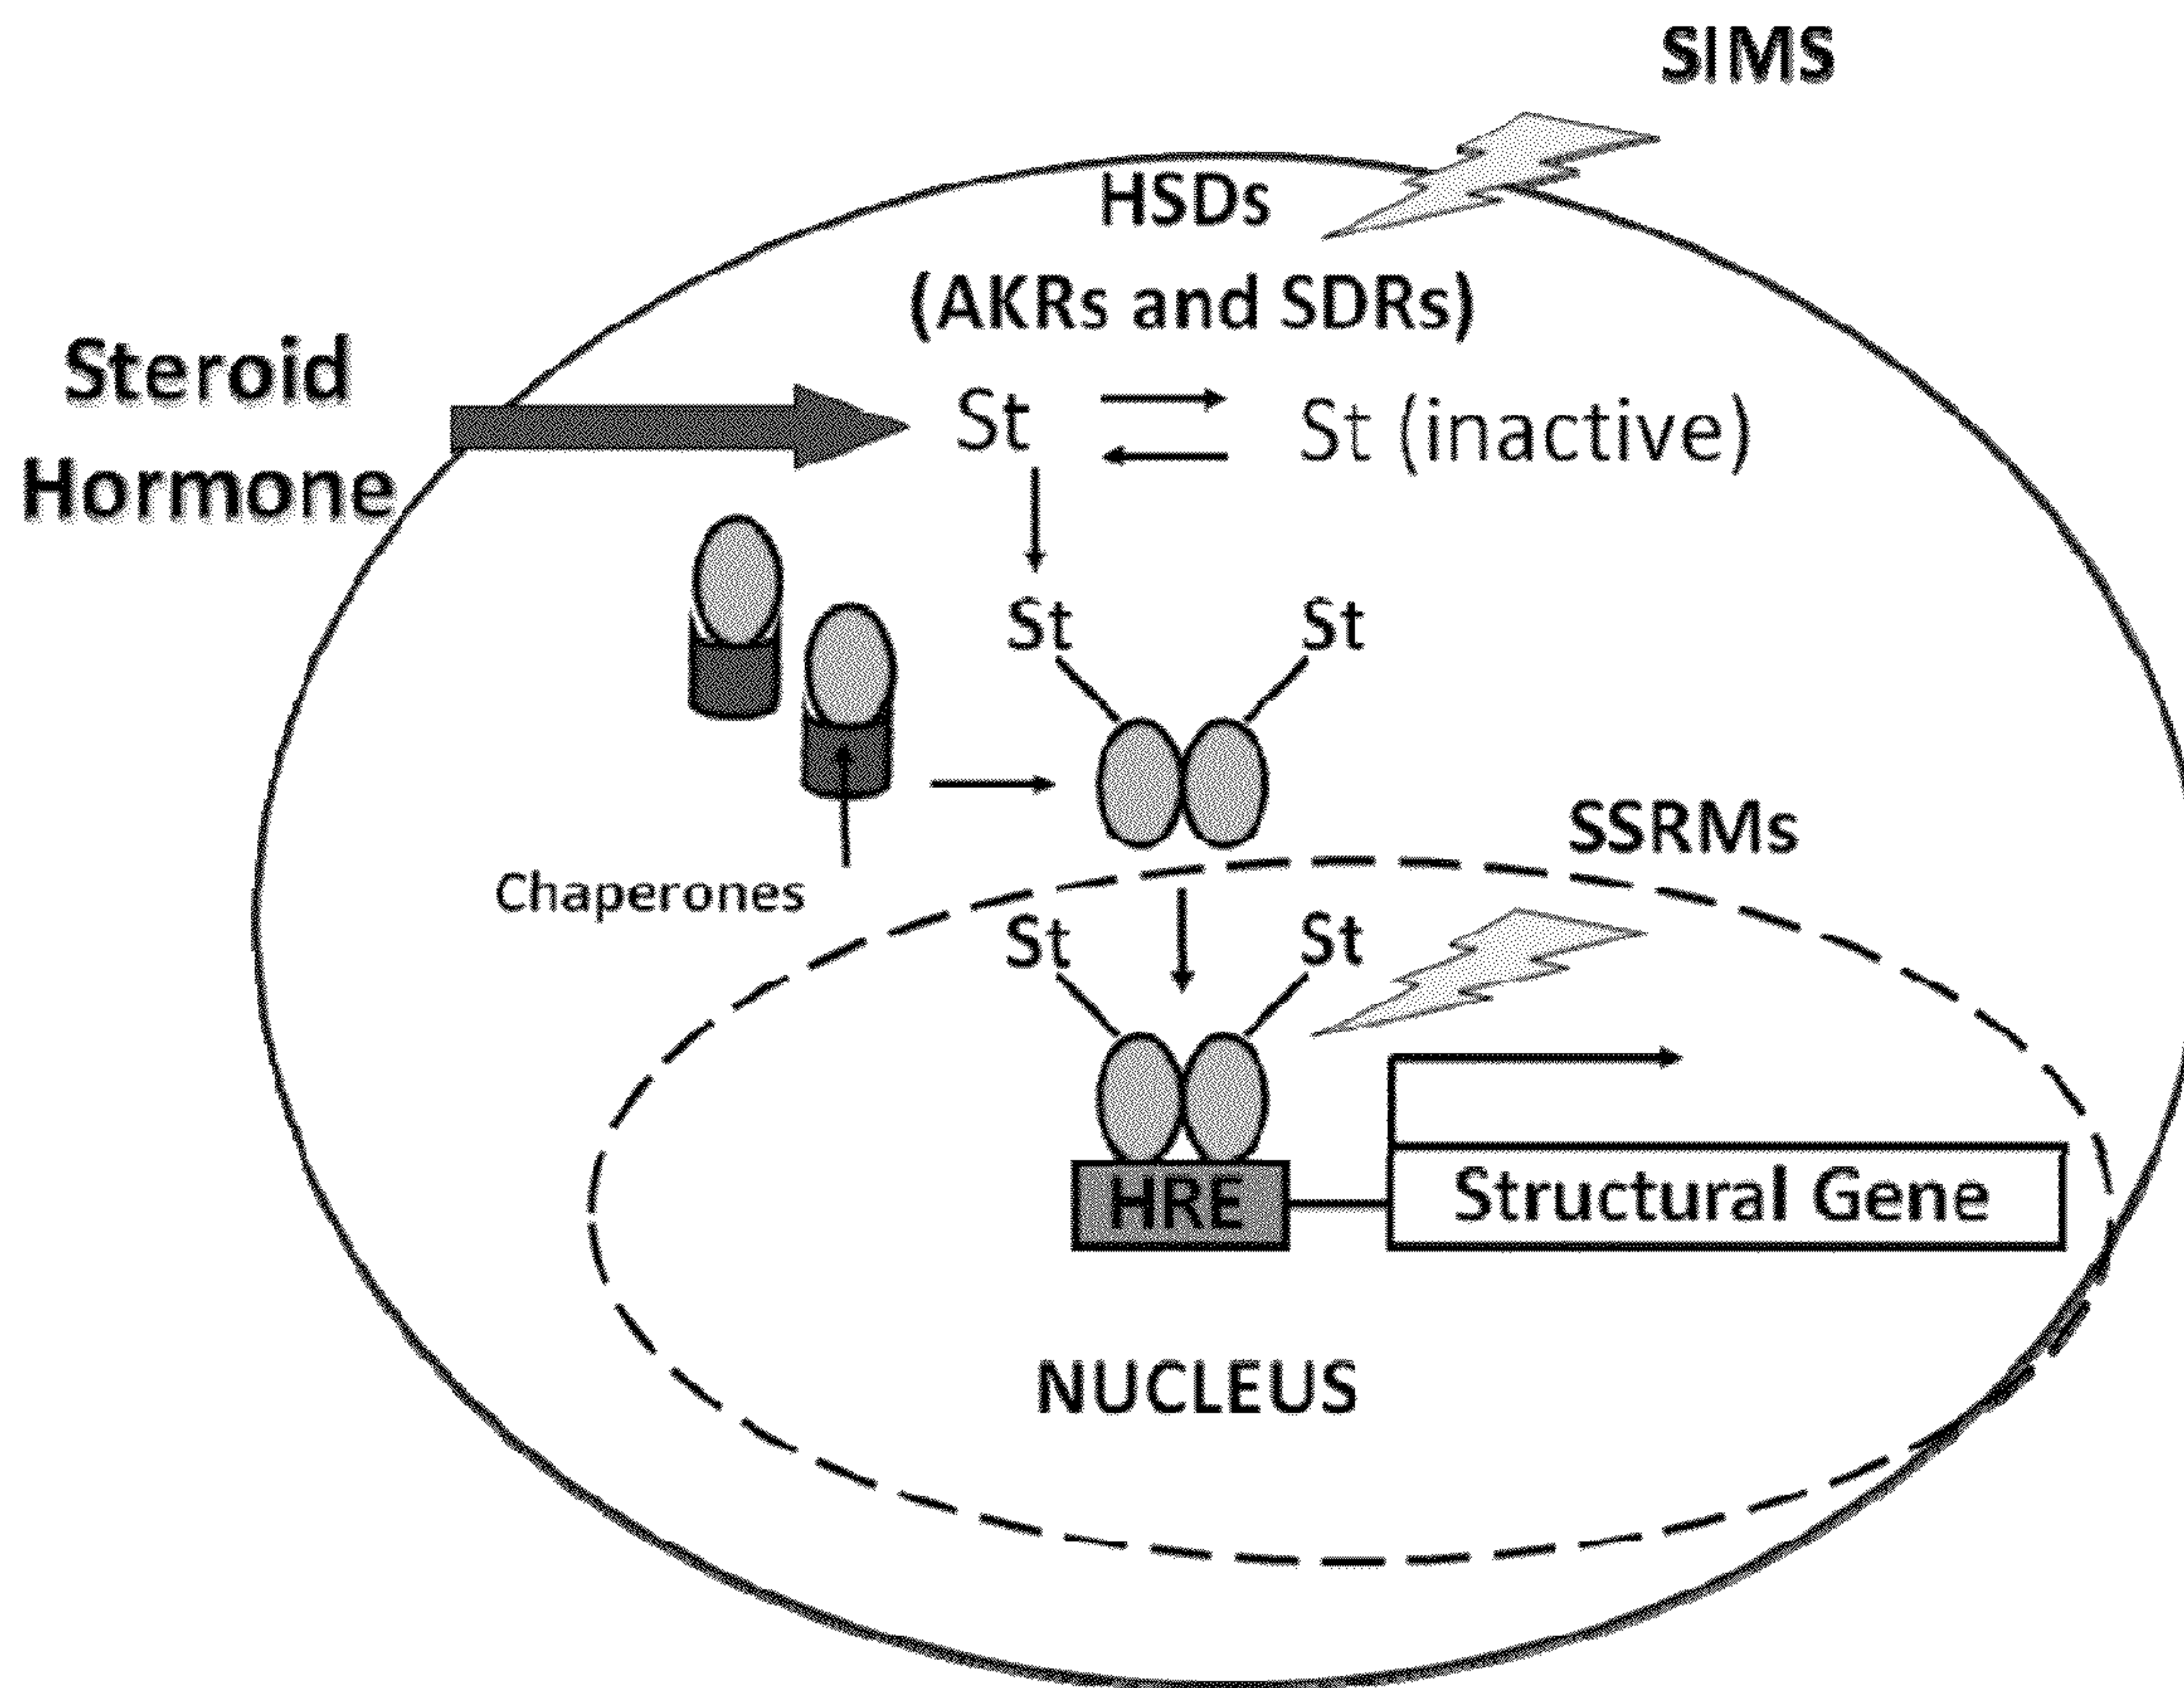 SIMS
HSDs
(AKRs and SDRs)
Steroid
Hormone
St
St (inactive)
St
St
Chaperones
SSRMs
St
St
HRE
Structural Gene
NUCLEUS